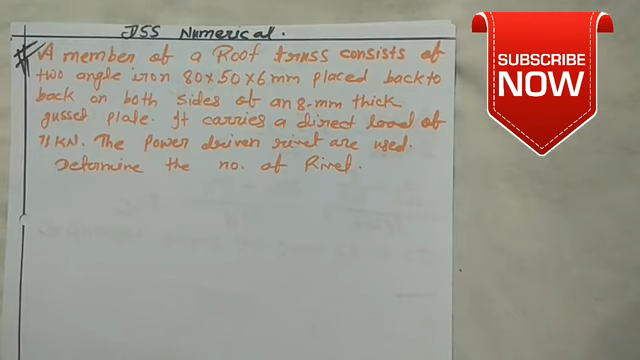 DSS Numerical.
A member of a Roof truss consists of
two angle iron 80x50x6mm placed back to
back on both sides of an 8-mm thick
gusset plate. It carries a direct load of
KN. The Power driven rivet are used.
Determine the no. of Rivet.
SUBSCRIBE
NOW